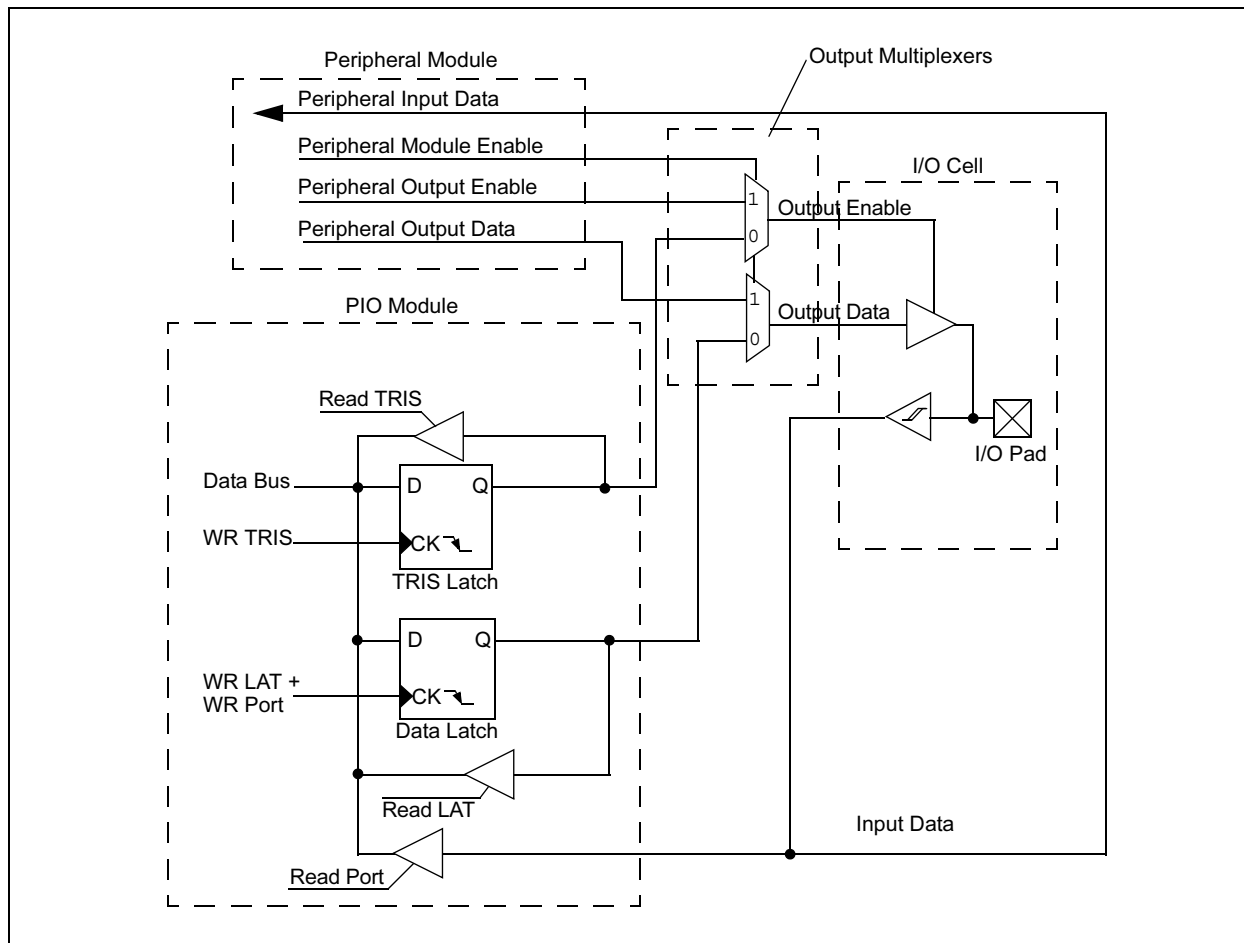 Peripheral Module
Output Multiplexers
Peripheral Input Data
Peripheral Module Enable
Peripheral Output Enable
Peripheral Output Data
1
0
Output Enable
I/O Cell
1
0
Output Data
PIO Module
Read TRIS
Data Bus
D Q
WR TRIS
CK
TRIS Latch
I/O Pad
D Q
WR LAT +
WR Port
CK
Data Latch
Read LAT
Input Data
Read Port